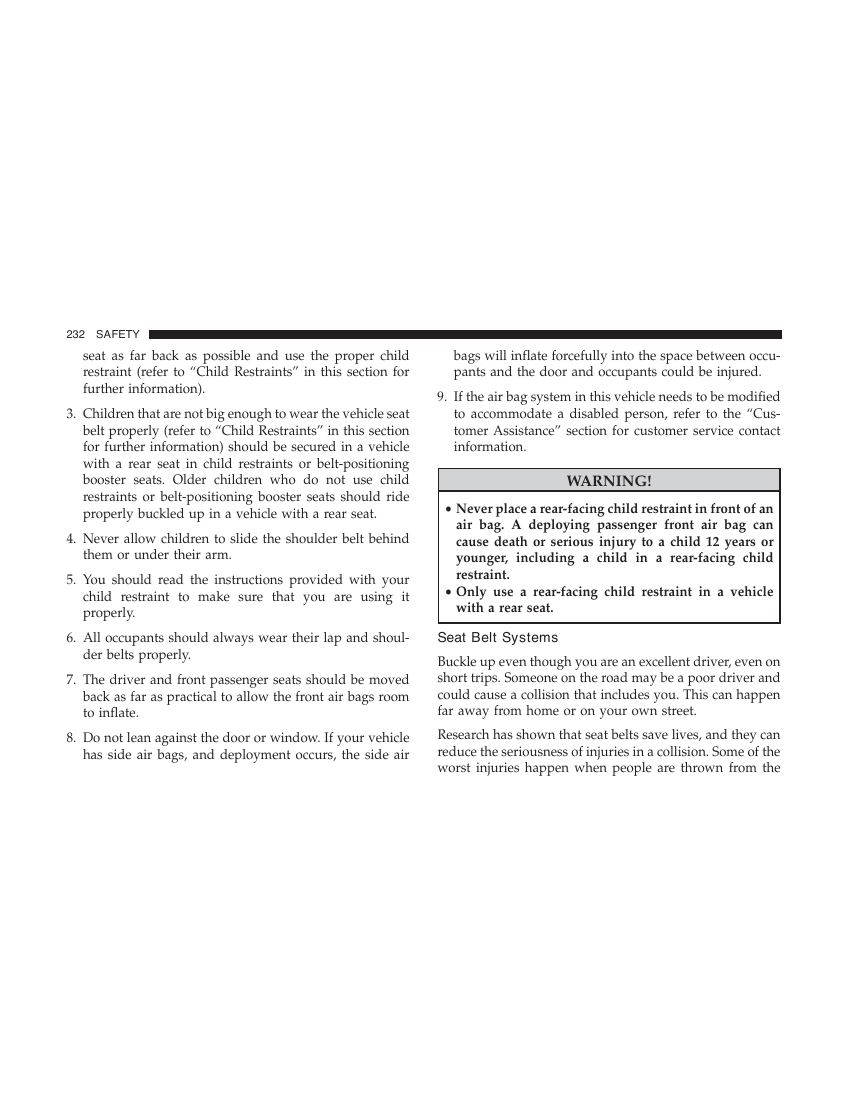 232 SAFETY
seat as far back as possible and use the proper child
restraint (refer to “Child Restraints” in this section for
further information).
3. Children that are not big enough to wear the vehicle seat
belt properly (refer to “Child Restraints” in this section
for further information) should be secured in a vehicle
with a rear seat in child restraints or belt-positioning
booster seats. Older children who do not use child
restraints or belt-positioning booster seats should ride
properly buckled up in a vehicle with a rear seat.
4. Never allow children to slide the shoulder belt behind
them or under their arm.
5. You should read the instructions provided with your
child restraint to make sure that you are using it
properly.
6. All occupants should always wear their lap and shoul-
der belts properly.
7. The driver and front passenger seats should be moved
back as far as practical to allow the front air bags room
to inflate.
8. Do not lean against the door or window. If your vehicle
has side air bags, and deployment occurs, the side air
bags will inflate forcefully into the space between occu-
pants and the door and occupants could be injured.
9. If the air bag system in this vehicle needs to be modified
to accommodate a disabled person, refer to the “Cus-
tomer Assistance” section for customer service contact
information.
WARNING!
• Never place a rear-facing child restraint in front of an
air bag. A deploying passenger front air bag can
cause death or serious injury to a child 12 years or
younger, including a child in a rear-facing child
restraint.
• Only use a rear-facing child restraint in a vehicle
with a rear seat.
Seat Belt Systems
Buckle up even though you are an excellent driver, even on
short trips. Someone on the road may be a poor driver and
could cause a collision that includes you. This can happen
far away from home or on your own street.
Research has shown that seat belts save lives, and they can
reduce the seriousness of injuries in a collision. Some of the
worst injuries happen when people are thrown from the